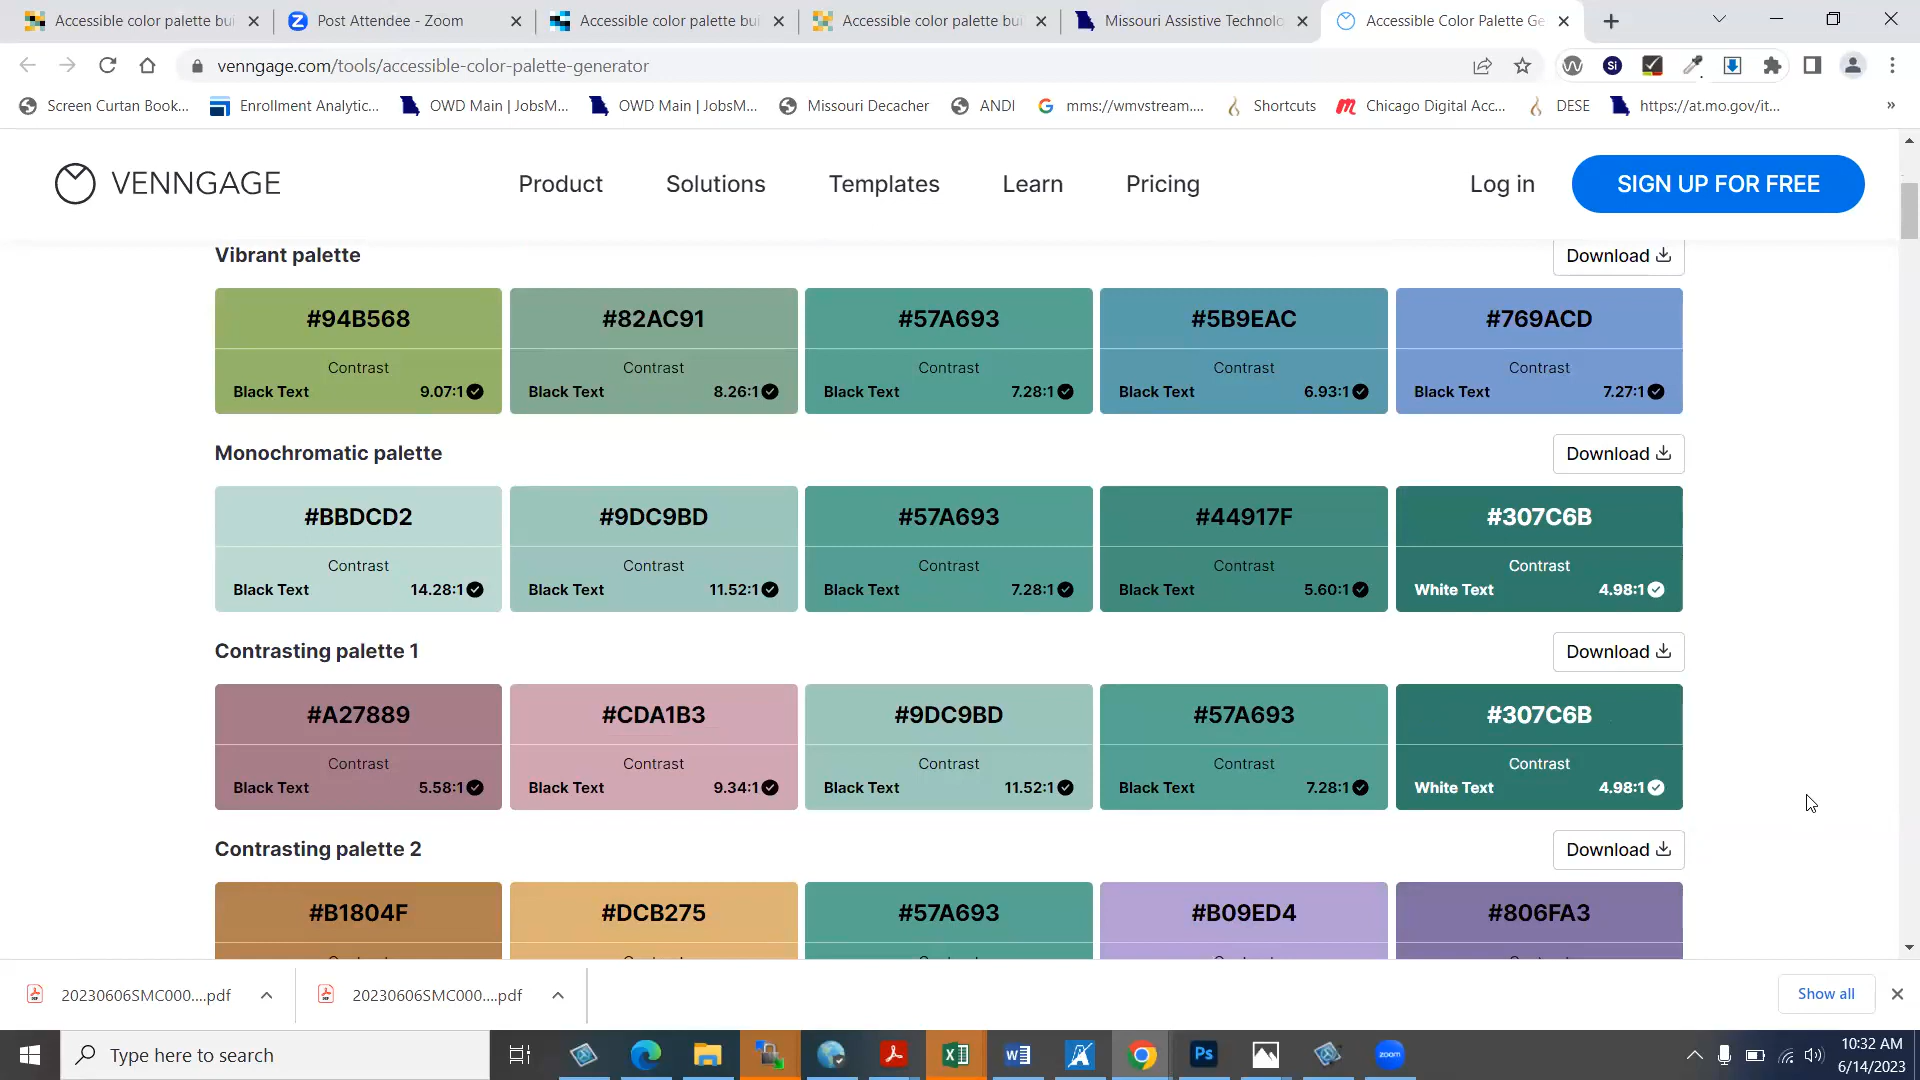 Accessible color palette bui
Post Attendee - Zoom
Accessible color palette bui
Accessible color palette bui
Missouri Assistive Technolo
Accessible Color Palette Ge
venngage.com/tools/accessible-color-palette-generator
Screen Curtan Book...
Enrollment Analytic...
OWD Main | JobsM...
OWD Main | JobsM...
Missouri Decacher
ANDI
mms://wmvstream....
Shortcuts
Chicago Digital Acc...
DESE
https://at.mo.gov/it...
»
VENNGAGE
Product
Solutions
Templates
Learn
Pricing
Log in
SIGN UP FOR FREE
Vibrant palette
Download
#94B568
#82AC91
#57A693
#5B9EAC
#769ACD
Contrast
Contrast
Contrast
Contrast
Contrast
Black Text 9.07:1
Black Text 8.26:1
Black Text 7.28:1
Black Text 6.93:1
Black Text 7.27:1
Monochromatic palette
Download
#BBDCD2
#9DC9BD
#57A693
#44917F
#307C6B
Contrast
Contrast
Contrast
Contrast
Contrast
Black Text 14.28:1
Black Text 11.52:1
Black Text 7.28:1
Black Text 5.60:1
White Text 4.98:1
Contrasting palette 1
Download
#A27889
#CDA1B3
#9DC9BD
#57A693
#307C6B
Contrast
Contrast
Contrast
Contrast
Contrast
Black Text 5.58:1
Black Text 9.34:1
Black Text 11.52:1
Black Text 7.28:1
White Text 4.98:1
Contrasting palette 2
Download
#B1804F
#DCB275
#57A693
#B09ED4
#806FA3
20230606SMC000....pdf
20230606SMC000....pdf
Show all
Type here to search
zoom
Ps
10:32 AM
6/14/2023